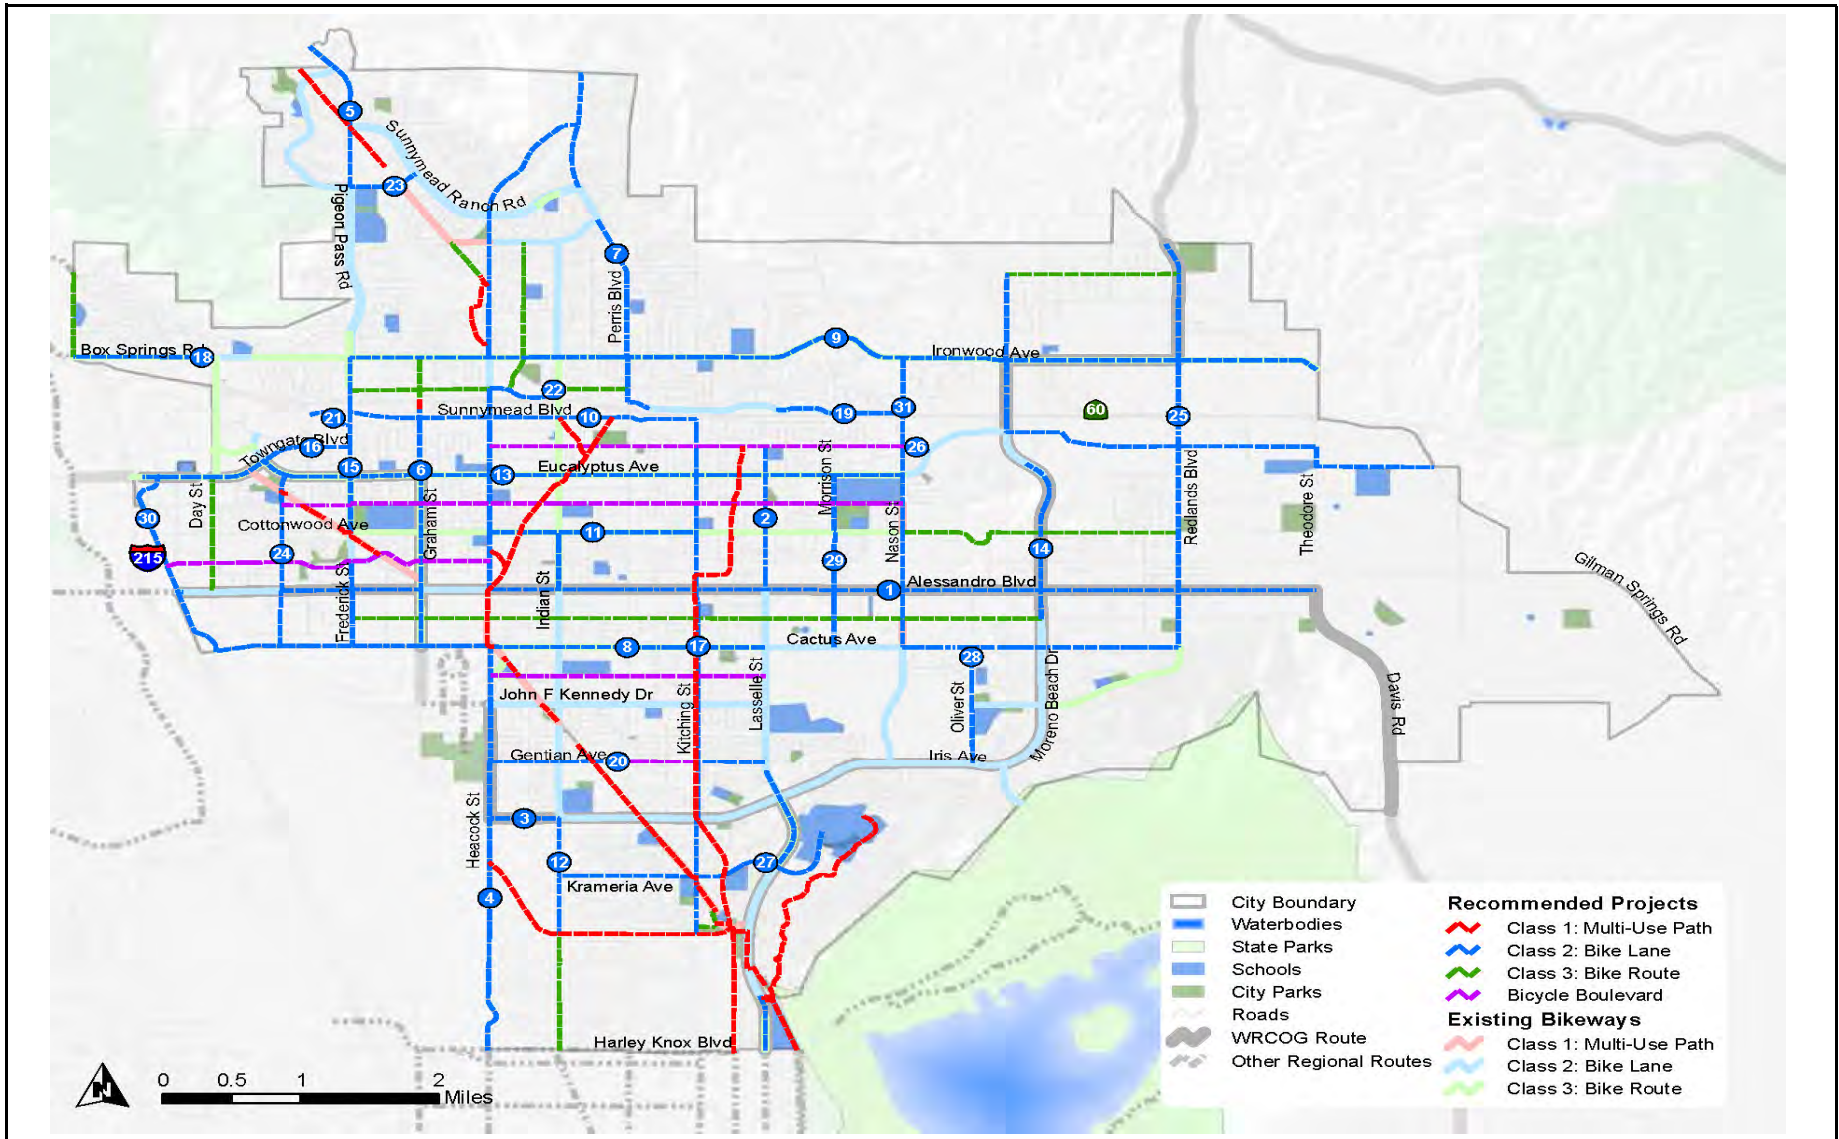 5
Sunnymead Ranch Rd
23
Pigeon Pass Rd
7
Perris Blvd
9
Box Springs Rd
18
Ironwood Ave
22
Sunnymead Blvd
10
21
19
31
60
25
Towngate Blvd
16
26
15
6
13
Eucalyptus Ave
Day St
30
Cottonwood Ave
Graham St
2
11
Morrison St
Nason St
Redlands Blvd
Theodore St
215
24
29
14
Gilman Springs Rd
Frederick St
Indian St
1
Alessandro Blvd
8
17
Cactus Ave
28
John F Kennedy Dr
Kitching St
Lasselle St
Oliver St
Moreno Beach Dr
Davis Rd
Gentian Ave
20
Iris Ave
Heacock St
3
12
27
Krameria Ave
4
Harley Knox Blvd
N
0 0.5 1 2
Miles
City Boundary
Waterbodies
State Parks
Schools
City Parks
Roads
WRCOG Route
Other Regional Routes
Recommended Projects
Class 1: Multi-Use Path
Class 2: Bike Lane
Class 3: Bike Route
Bicycle Boulevard
Existing Bikeways
Class 1: Multi-Use Path
Class 2: Bike Lane
Class 3: Bike Route